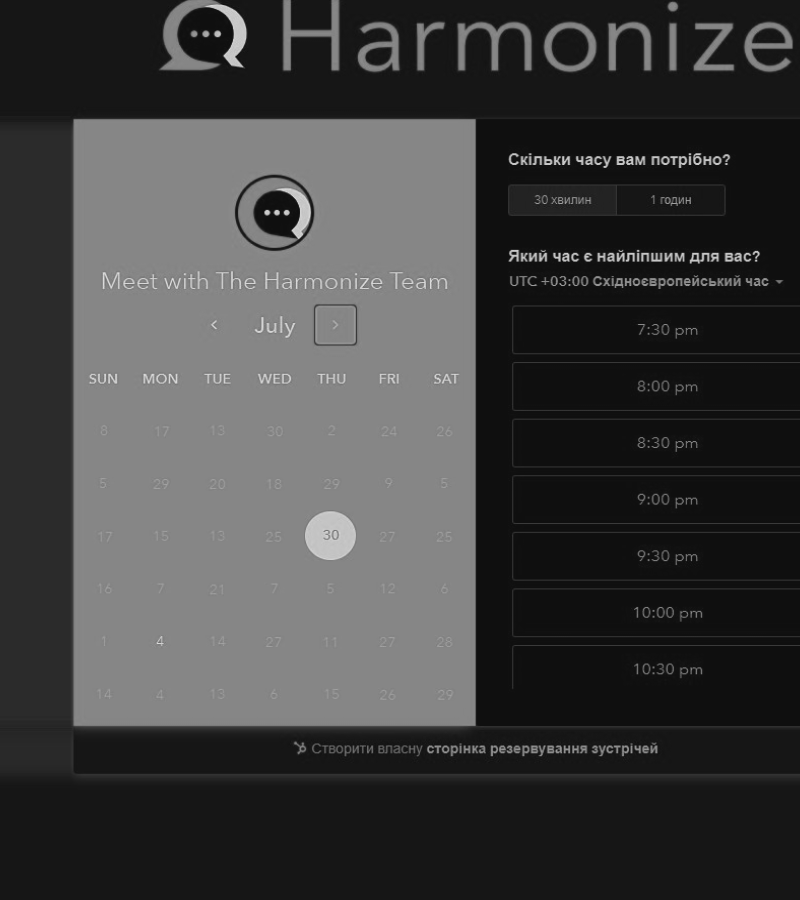 Harmonize
Meet with The Harmonize Team
July
SUN MON TUE WED THU FRI SAT
8 17 13 30 2 24 26
5 29 20 18 29 9 5
17 15 13 25 30 27 25
16 7 21 7 5 12 6
1 4 14 27 11 27 28
14 4 13 6 15 26 29
Скільки часу вам потрібно?
30 хвилин 1 годин
Який час є найліпшим для вас?
UTC +03:00 Східноєвропейський час
7:30 pm
8:00 pm
8:30 pm
9:00 pm
9:30 pm
10:00 pm
10:30 pm
Створити власну сторінка резервування зустрічей